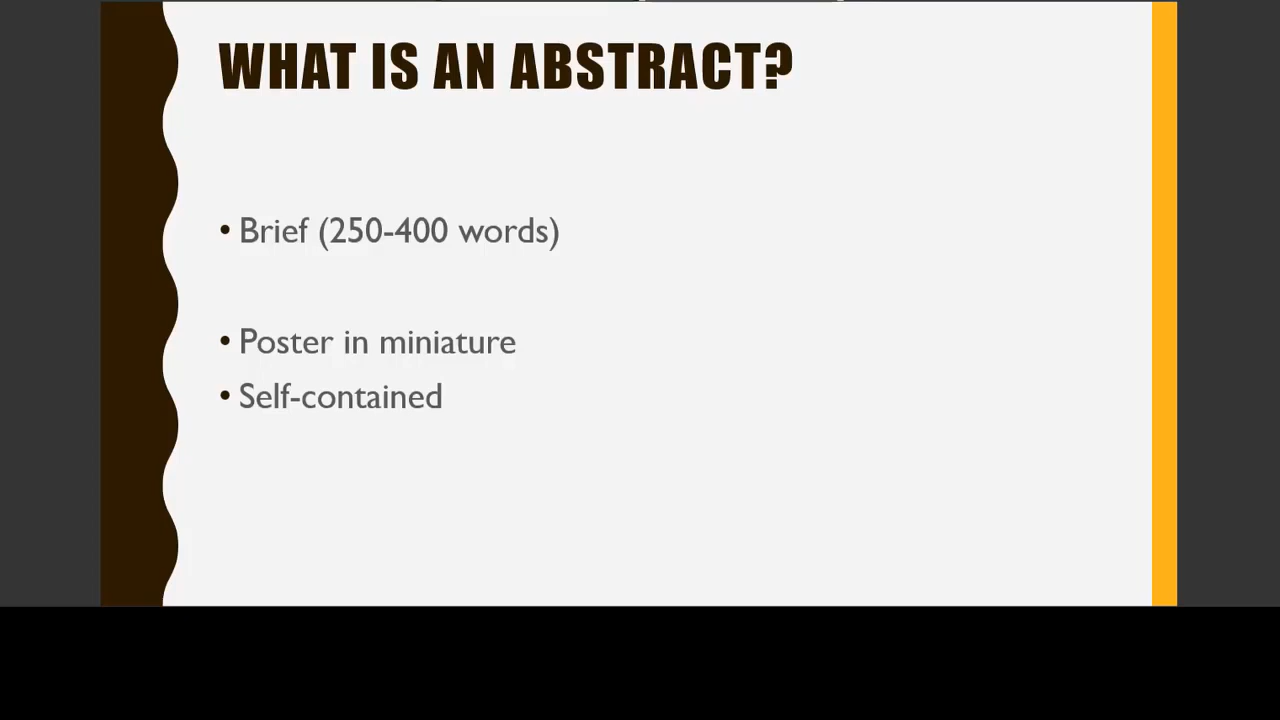 WHAT IS AN ABSTRACT?
• Brief (250-400 words)
• Poster in miniature
• Self-contained